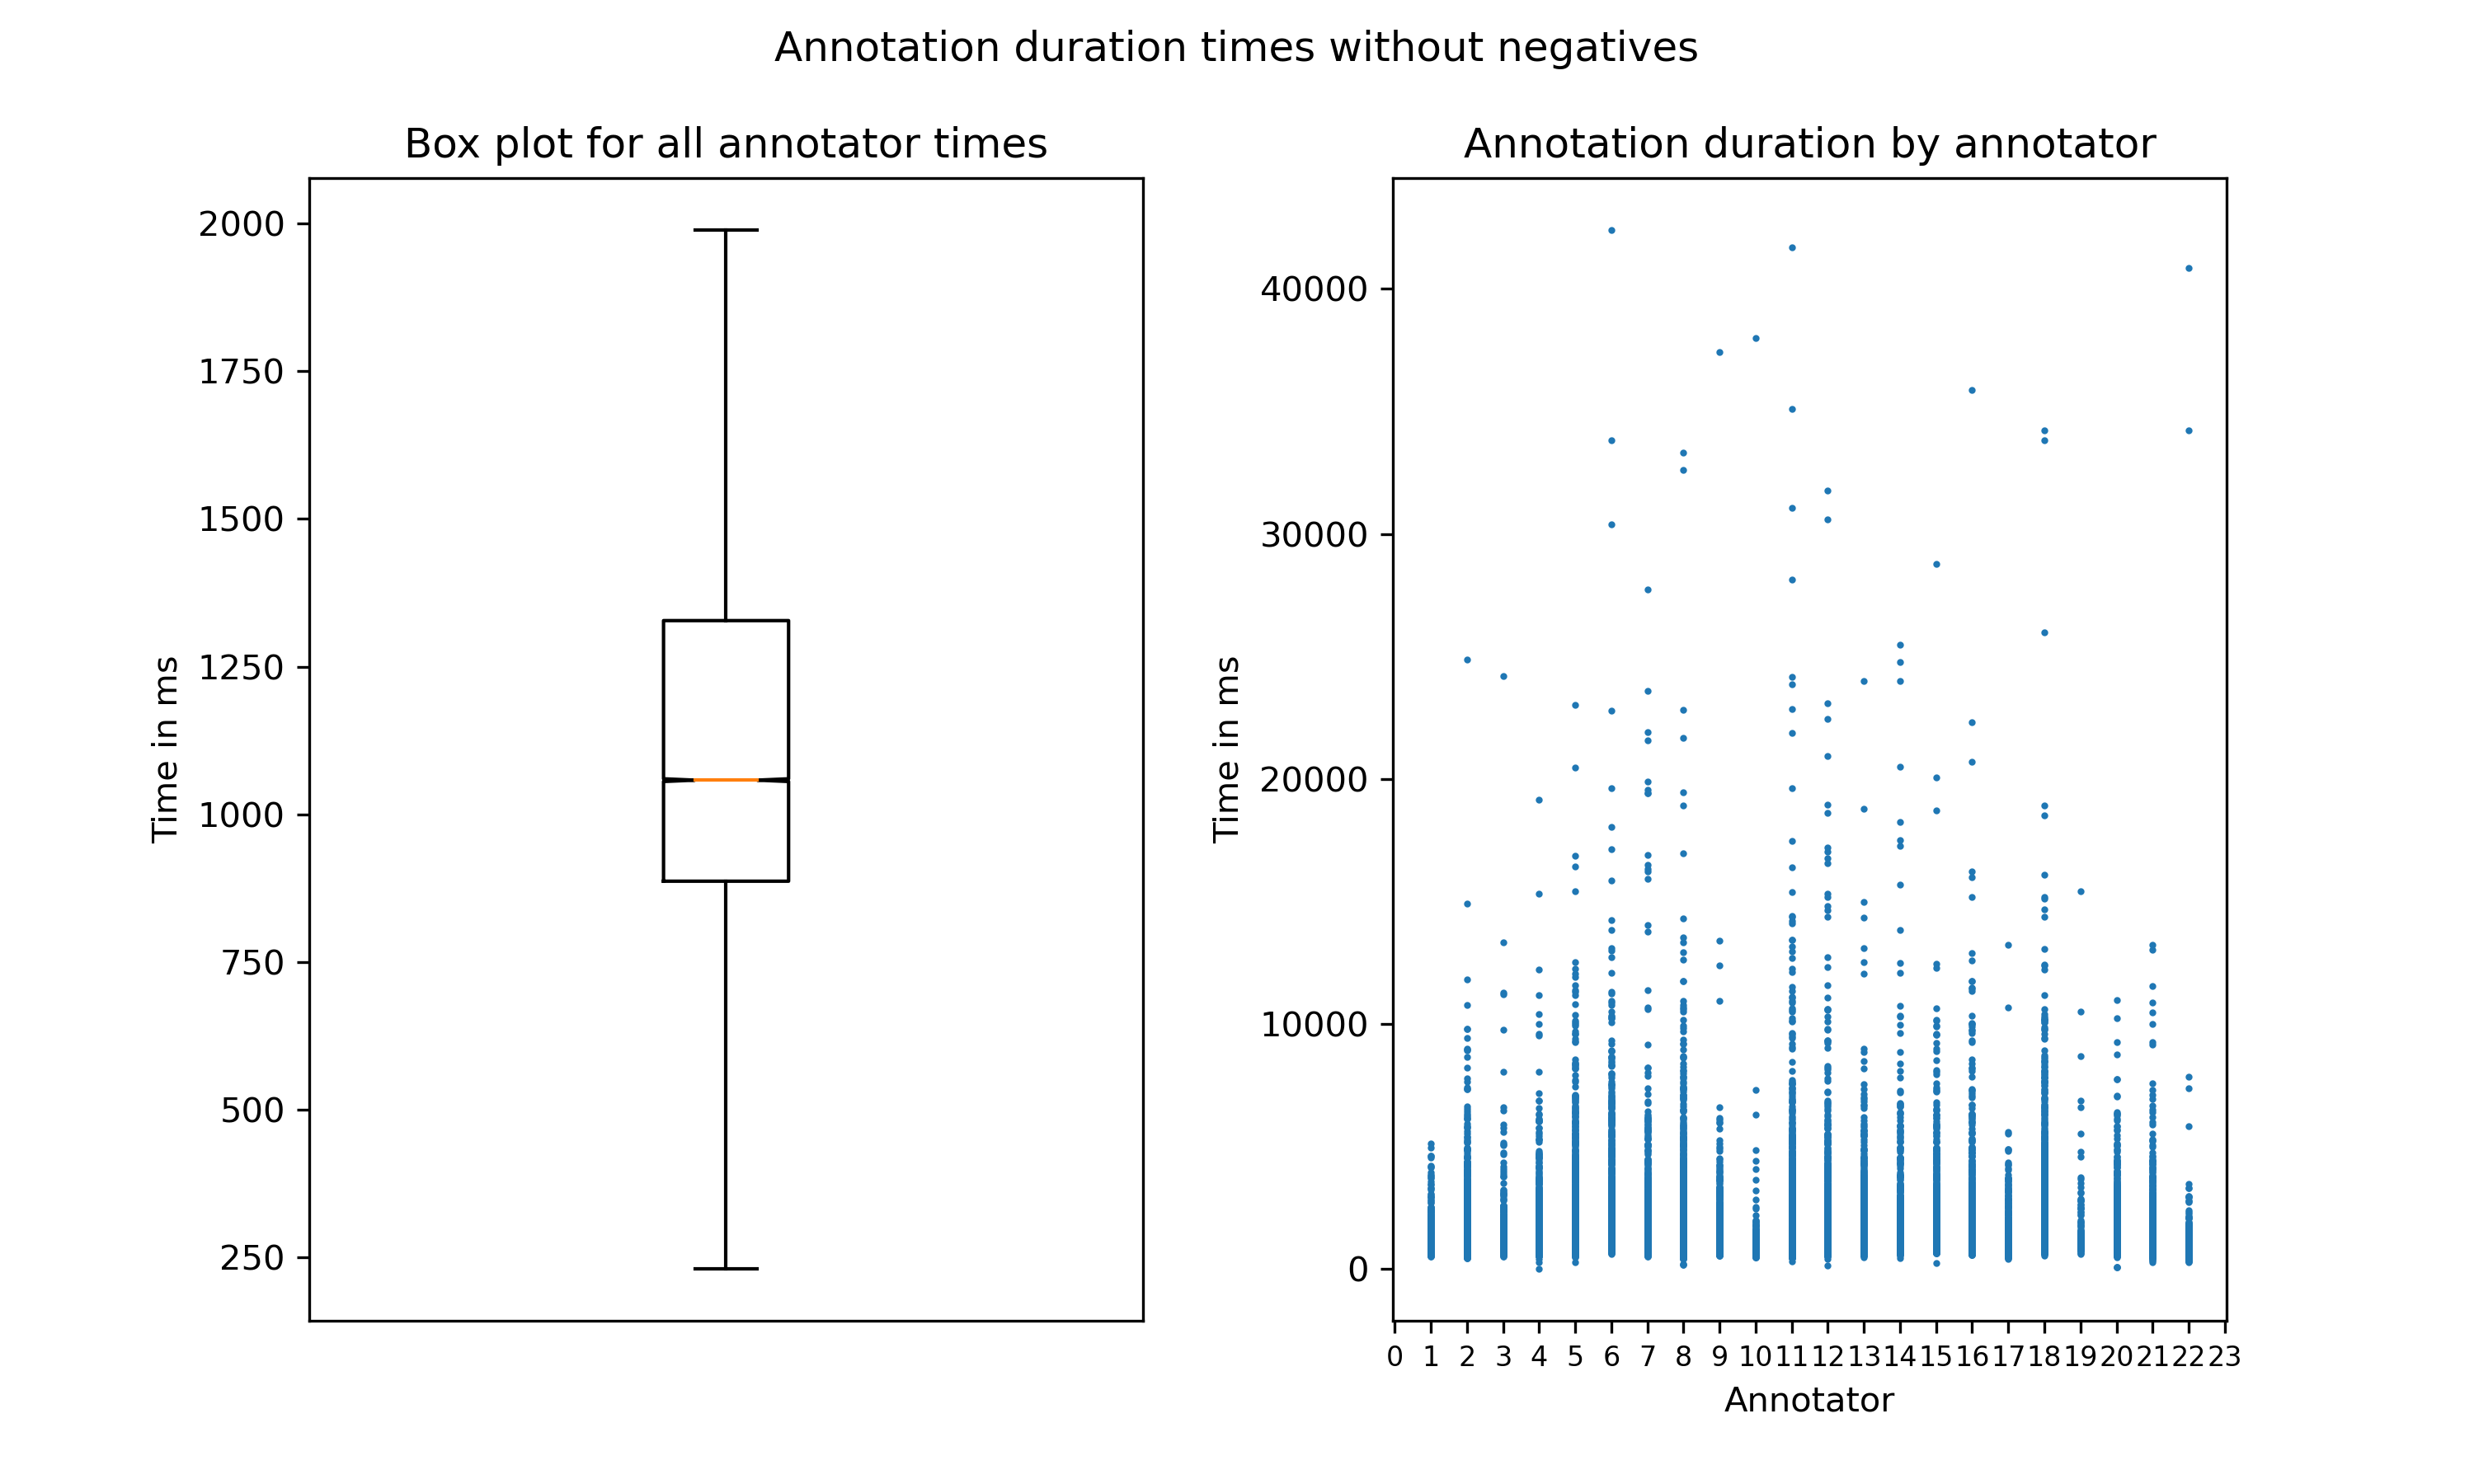 Annotation duration times without negatives
Box plot for all annotator times
2000
1750
1500
1250
1000
750
500
250
Time in ms
Annotation duration by annotator
40000
30000
20000
10000
0
Time in ms
0 1 2 3 4 5 6 7 8 9 10 11 12 13 14 15 16 17 18 19 20 21 22 23
Annotator